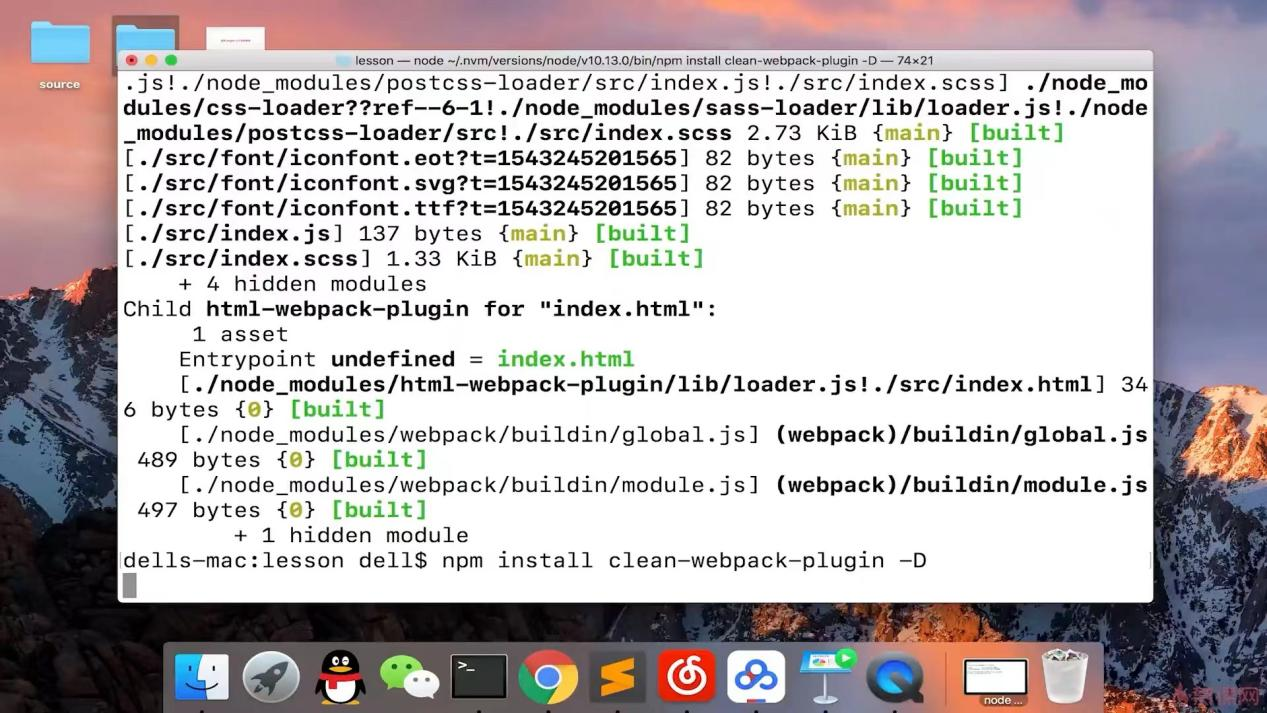 source
lesson — node ~/.nvm/versions/node/v10.13.0/bin/npm install clean-webpack-plugin -D — 74×21
.js!./node_modules/postcss-loader/src/index.js!./src/index.scss] ./node_mo
dules/css-loader??ref--6-1!./node_modules/sass-loader/lib/loader.js!./node
_modules/postcss-loader/src!./src/index.scss 2.73 KiB {main} [built]
[./src/font/iconfont.eot?t=1543245201565] 82 bytes {main} [built]
[./src/font/iconfont.svg?t=1543245201565] 82 bytes {main} [built]
[./src/font/iconfont.ttf?t=1543245201565] 82 bytes {main} [built]
[./src/index.js] 137 bytes {main} [built]
[./src/index.scss] 1.33 KiB {main} [built]
+ 4 hidden modules
Child html-webpack-plugin for "index.html":
1 asset
Entrypoint undefined = index.html
[./node_modules/html-webpack-plugin/lib/loader.js!./src/index.html] 34
6 bytes {0} [built]
[./node_modules/webpack/buildin/global.js] (webpack)/buildin/global.js
489 bytes {0} [built]
[./node_modules/webpack/buildin/module.js] (webpack)/buildin/module.js
497 bytes {0} [built]
+ 1 hidden module
dells-mac:lesson dell$ npm install clean-webpack-plugin -D
>_
node ...